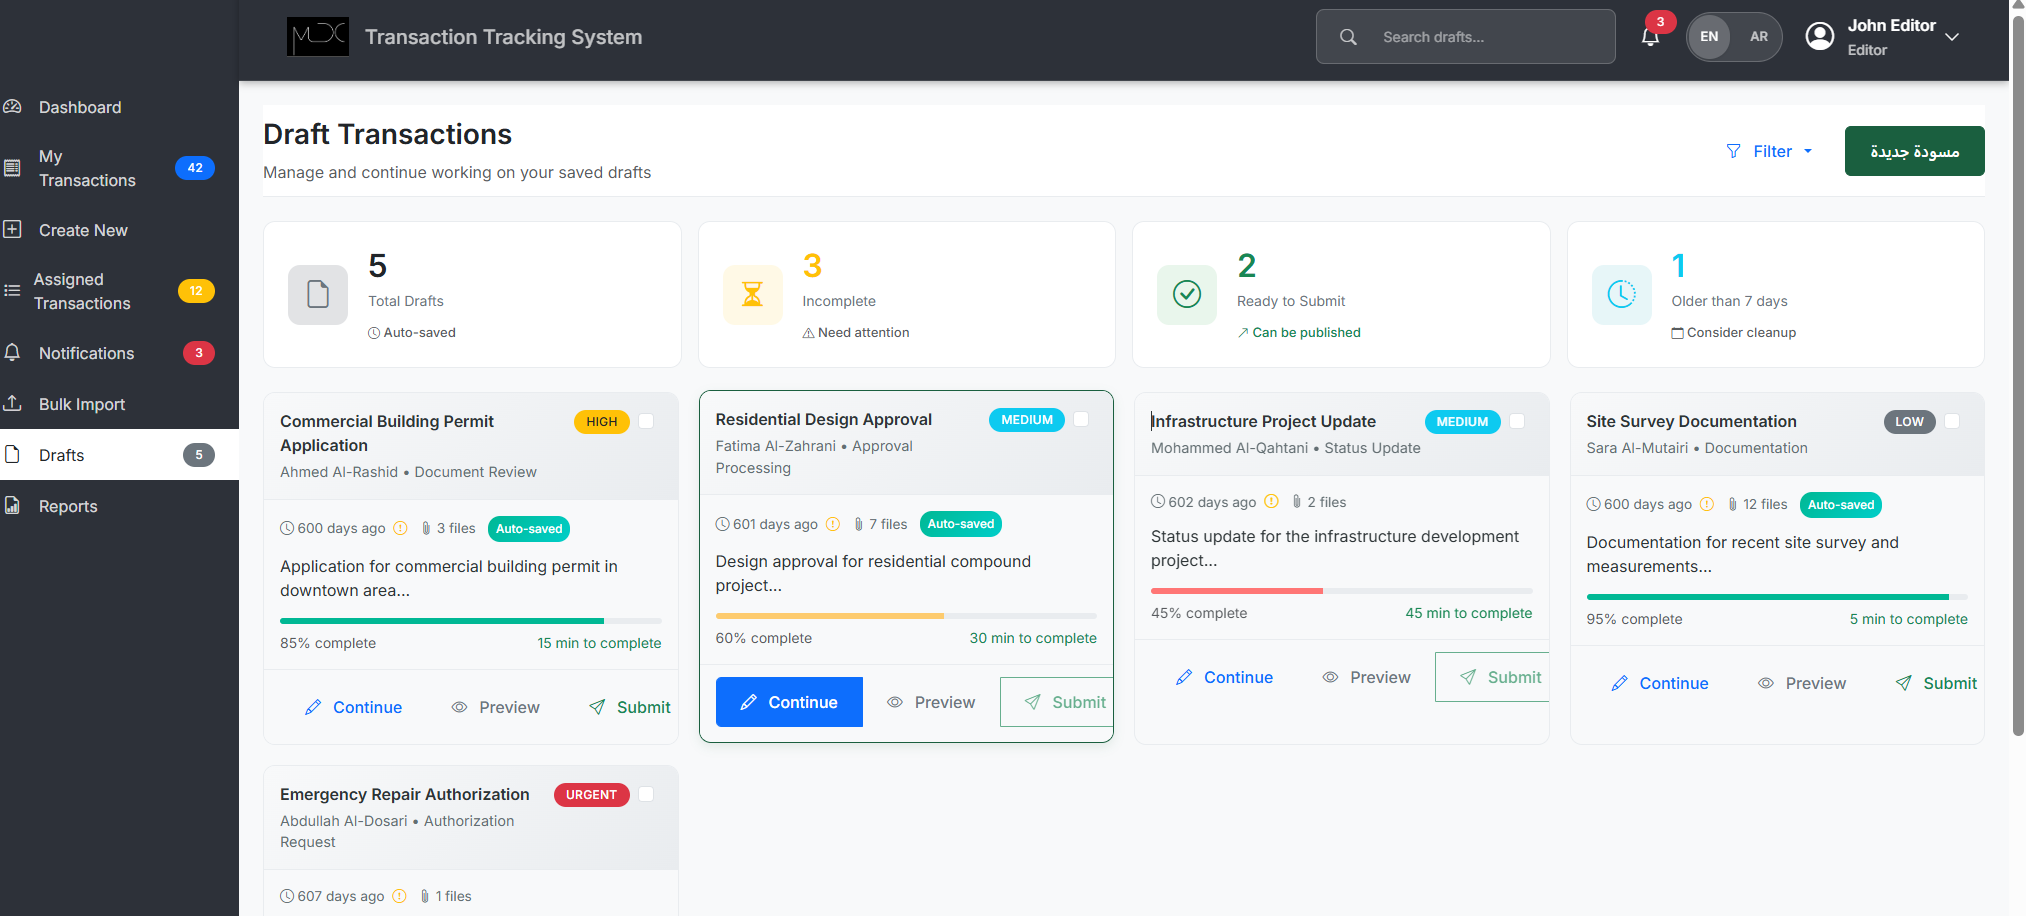 MDC
Transaction Tracking System
Search drafts...
3
EN
AR
John Editor
Editor
Dashboard
My
Transactions
42
Create New
Assigned
Transactions
12
Notifications
3
Bulk Import
Drafts
5
Reports
Draft Transactions
Manage and continue working on your saved drafts
Filter
مسودة جديدة
5
Total Drafts
Auto-saved
3
Incomplete
Need attention
2
Ready to Submit
Can be published
1
Older than 7 days
Consider cleanup
Commercial Building Permit
Application
HIGH
Ahmed Al-Rashid • Document Review
600 days ago
3 files
Auto-saved
Application for commercial building permit in
downtown area...
85% complete
15 min to complete
Continue
Preview
Submit
Residential Design Approval
MEDIUM
Fatima Al-Zahrani • Approval
Processing
601 days ago
7 files
Auto-saved
Design approval for residential compound
project...
60% complete
30 min to complete
Continue
Preview
Submit
Infrastructure Project Update
MEDIUM
Mohammed Al-Qahtani • Status Update
602 days ago
2 files
Status update for the infrastructure development
project...
45% complete
45 min to complete
Continue
Preview
Submit
Site Survey Documentation
LOW
Sara Al-Mutairi • Documentation
600 days ago
12 files
Auto-saved
Documentation for recent site survey and
measurements...
95% complete
5 min to complete
Continue
Preview
Submit
Emergency Repair Authorization
URGENT
Abdullah Al-Dosari • Authorization
Request
607 days ago
1 files